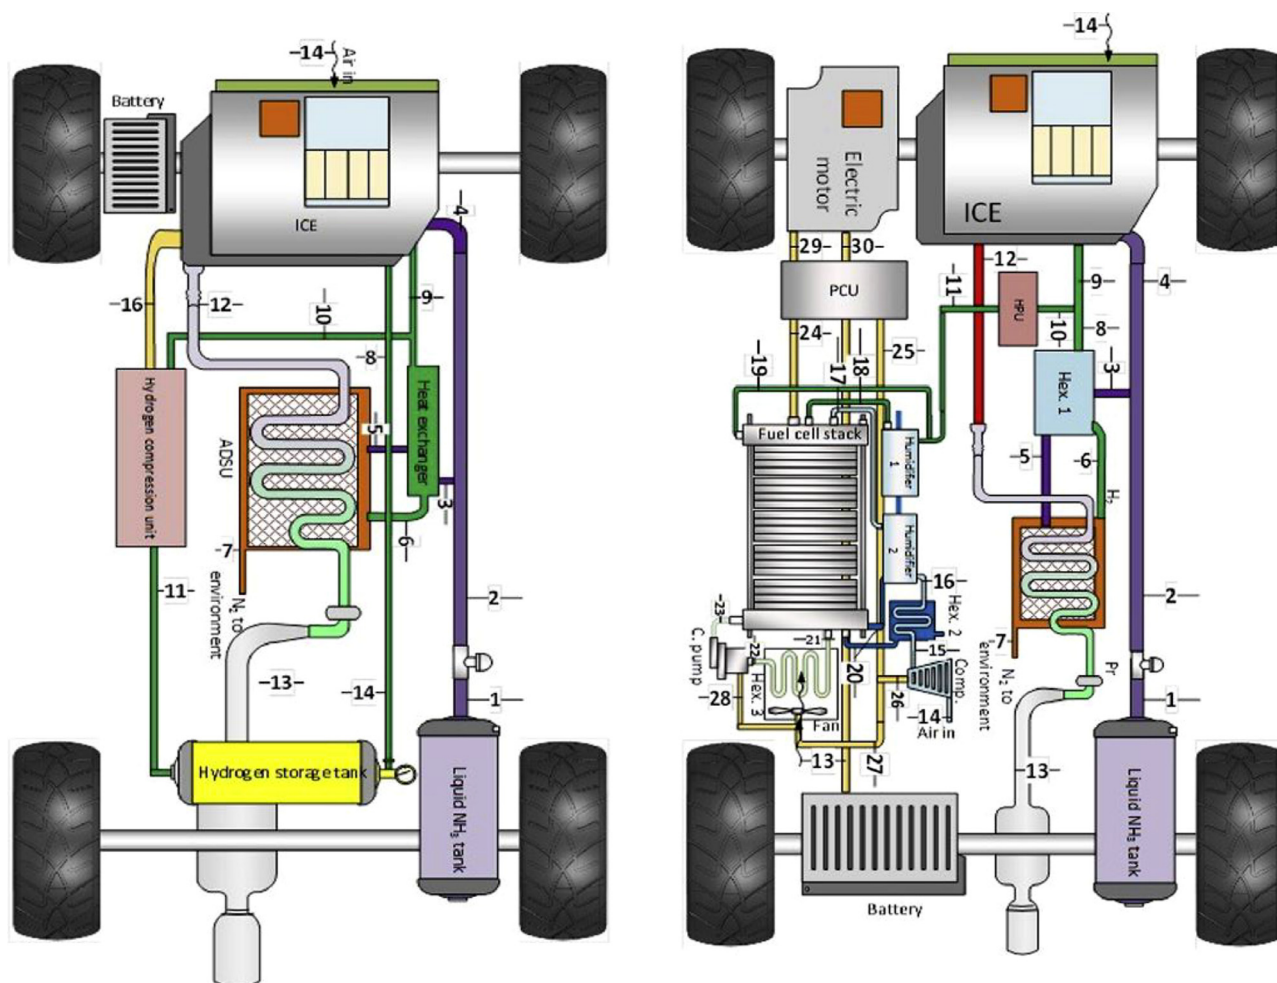 14
Air in
Battery
ICE
4
16
12
9
10
8
Heat exchanger
5
3
6
Hydrogen compression unit
ADSU
7
N₂ to
environment
11
2
13
14
1
Hydrogen storage tank
Liquid NH₃ tank
14
Electric
motor
ICE
29
30
12
11
9
4
PCU
HPU
10
8
24
17
18
25
19
3
Hex. 1
Fuel cell stack
Humidifier
1
5
6
H₂
Humidifier
2
16
Hex. 2
2
23
C. pump
22
21
20
15
Comp.
7
N₂ to
environment
Pr
28
Hex. 3
Fan
26
14
Air in
1
13
27
13
Liquid NH₃ tank
Battery